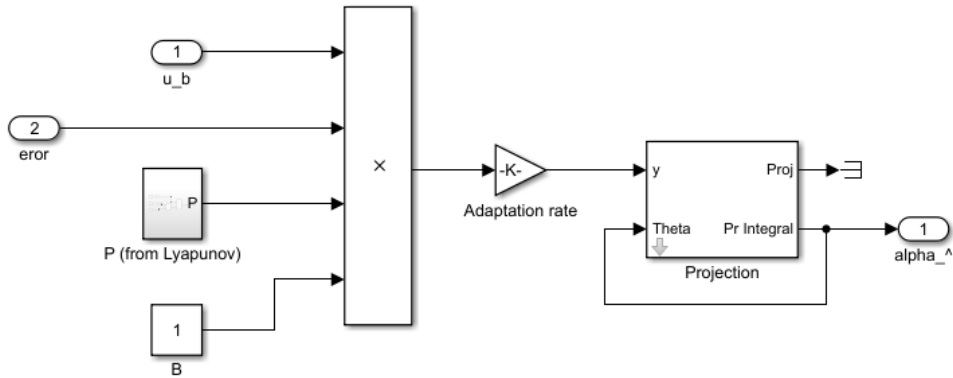 1
u_b
2
eror
P
P (from Lyapunov)
1
B
×
-K-
Adaptation rate
y
Proj
Theta
Pr Integral
Projection
1
alpha_^